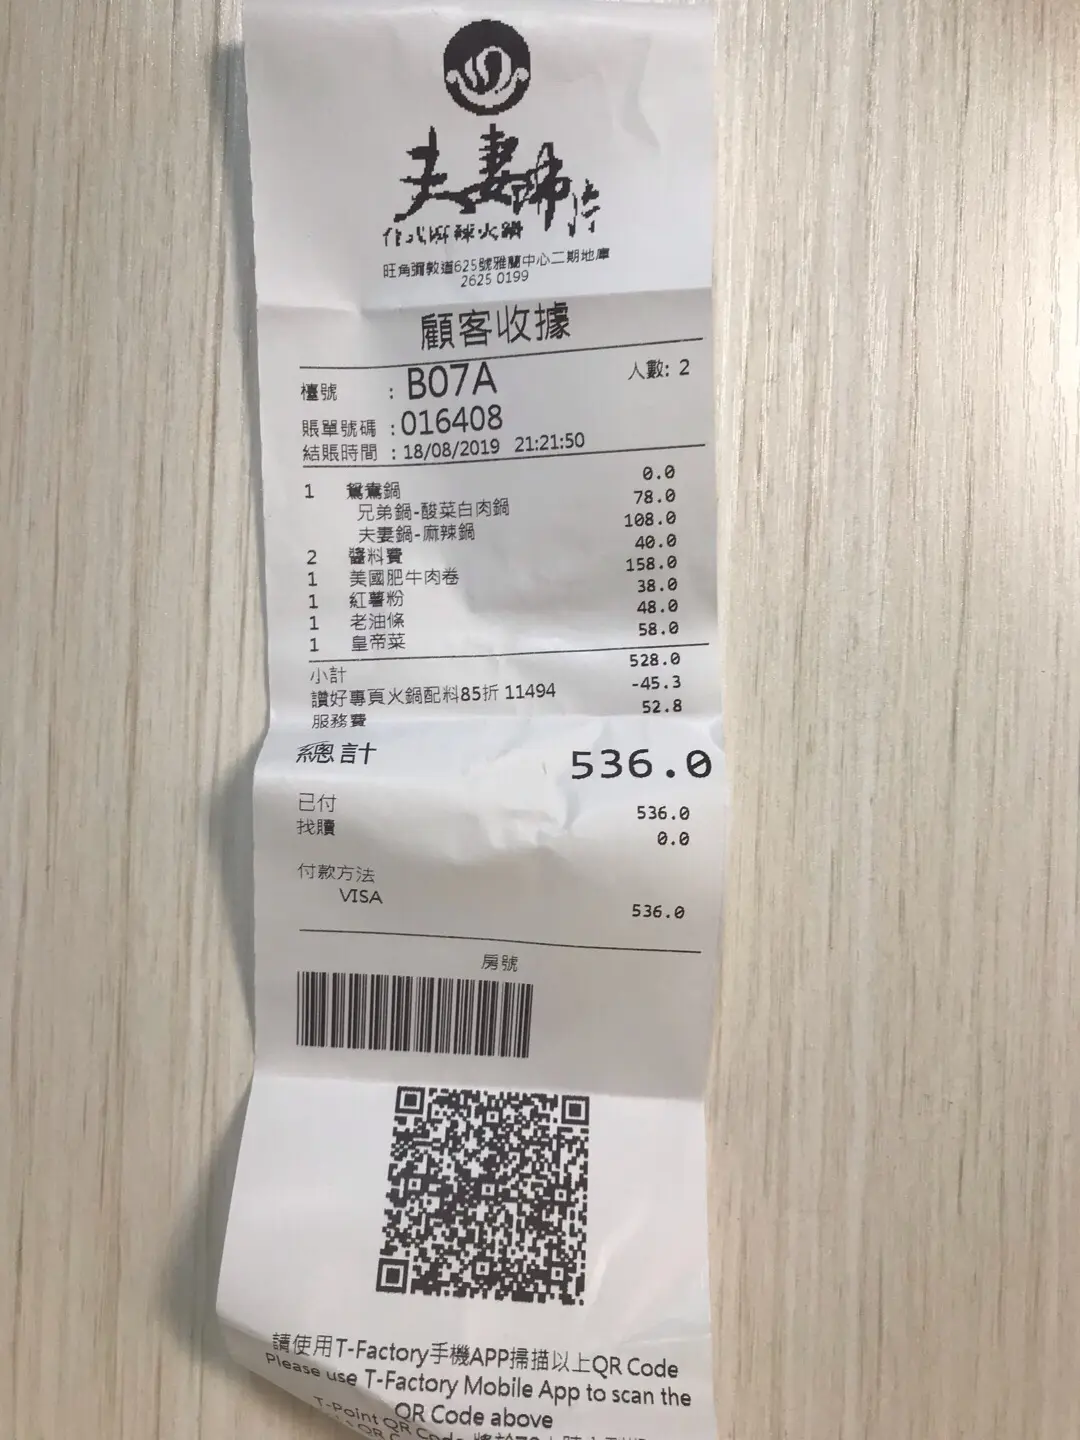 夫妻沸片
台式麻辣火鍋
旺角彌敦道625號雅蘭中心二期地庫
2625 0199
顧客收據
檯號 : B07A 人數: 2
賬單號碼 : 016408
結賬時間 : 18/08/2019 21:21:50
1 鴛鴦鍋 0.0
兄弟鍋-酸菜白肉鍋 78.0
夫妻鍋-麻辣鍋 108.0
2 醬料費 40.0
1 美國肥牛肉卷 158.0
1 紅薯粉 38.0
1 老油條 48.0
1 皇帝菜 58.0
小計 528.0
讚好專頁火鍋配料85折 11494 -45.3
服務費 52.8
總計 536.0
已付 536.0
找贖 0.0
付款方法
VISA 536.0
房號
請使用T-Factory手機APP掃描以上QR Code
Please use T-Factory Mobile App to scan the
QR Code above
T-Point QR Code